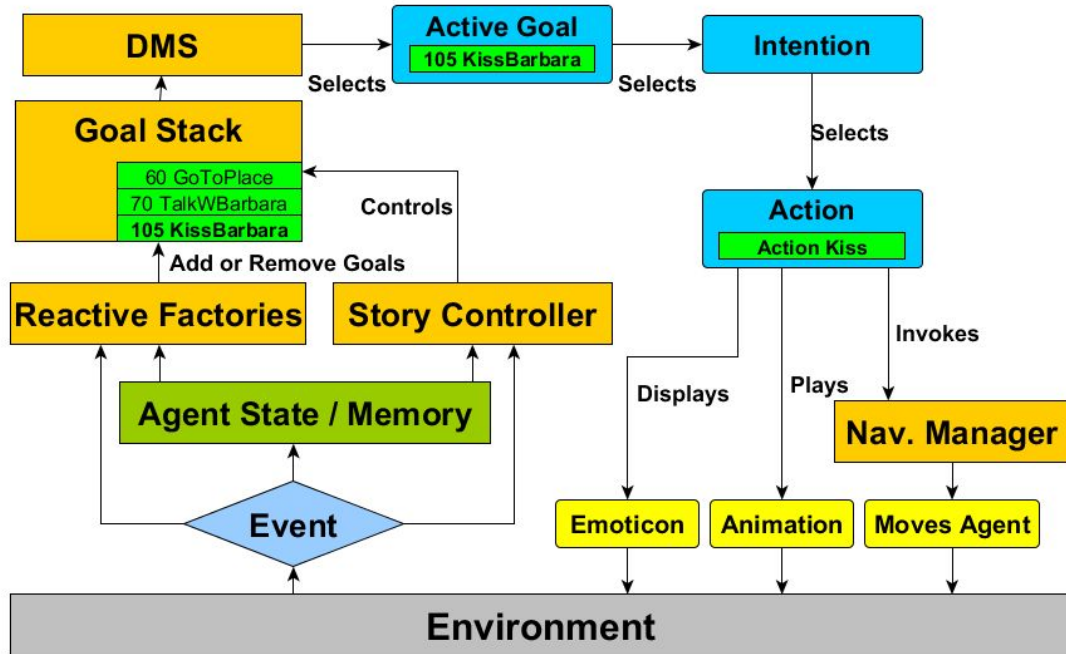 DMS
Selects
Active Goal
105 KissBarbara
Selects
Intention
Selects
Goal Stack
60 GoToPlace
70 TalkWBarbara
105 KissBarbara
Controls
Action
Action Kiss
Add or Remove Goals
Reactive Factories
Story Controller
Invokes
Displays
Plays
Agent State / Memory
Nav. Manager
Event
Emoticon
Animation
Moves Agent
Environment